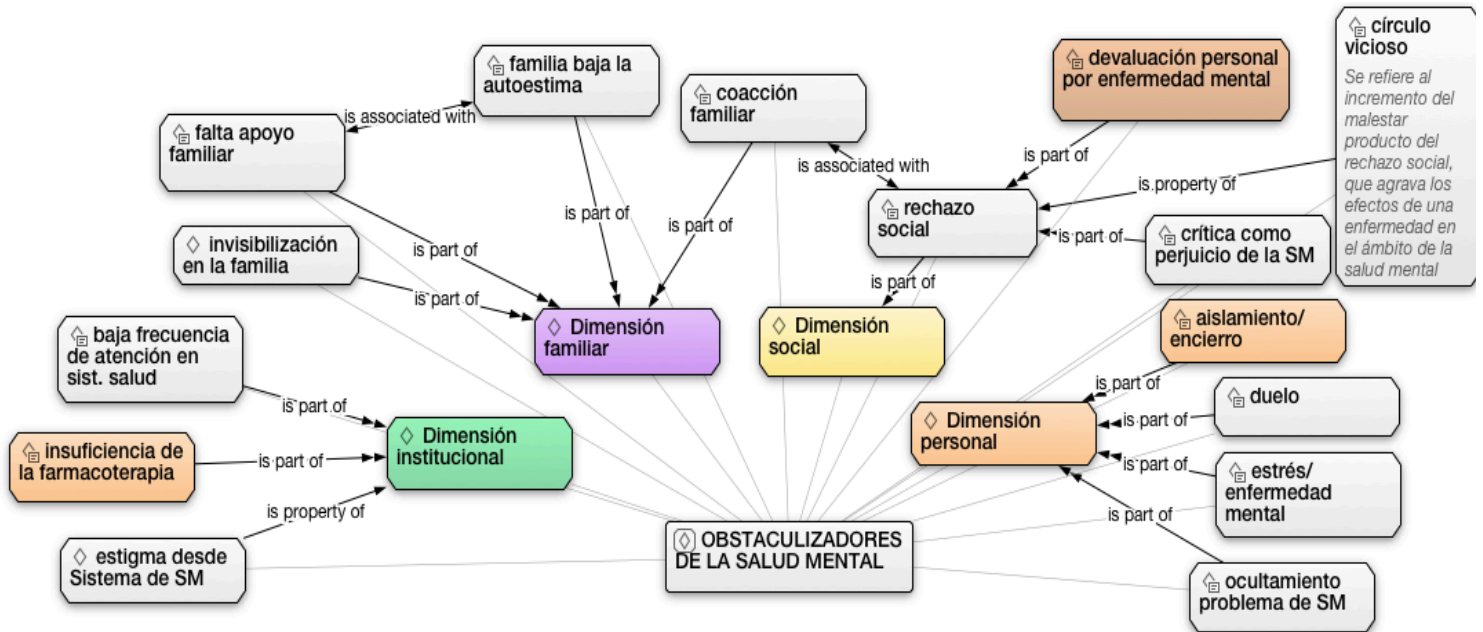 círculo
vicioso
Se refiere al
incremento del
malestar
producto del
rechazo social,
que agrava los
efectos de una
enfermedad en
el ámbito de la
salud mental
familia baja la
autoestima
devaluación personal
por enfermedad mental
coacción
familiar
is associated with
falta apoyo
familiar
is part of
is associated with
is property of
rechazo
social
is part of
is part of
is part of
crítica como
perjuicio de la SM
invisibilización
en la familia
is part of
is part of
is part of
Dimensión
familiar
Dimensión
social
aislamiento/
encierro
baja frecuencia
de atención en
sist. salud
is part of
is part of
duelo
Dimensión
personal
Dimensión
institucional
insuficiencia de
la farmacoterapia
is part of
is part of
estrés/
enfermedad
mental
is property of
is part of
OBSTACULIZADORES
DE LA SALUD MENTAL
estigma desde
Sistema de SM
ocultamiento
problema de SM